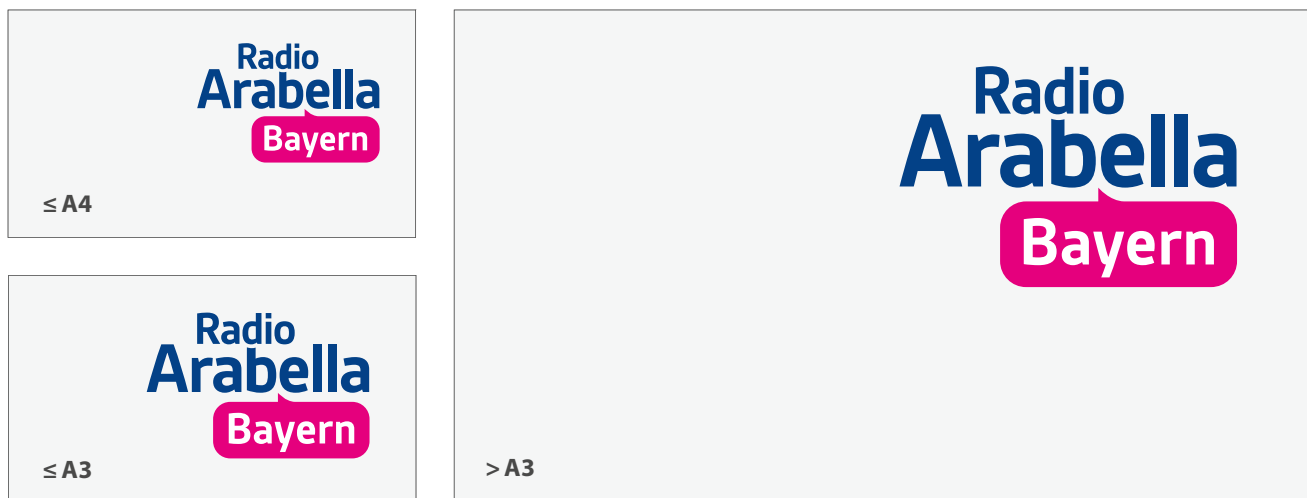 Radio
Arabella
Bayern
≤ A4
Radio
Arabella
Bayern
≤ A3
Radio
Arabella
Bayern
> A3